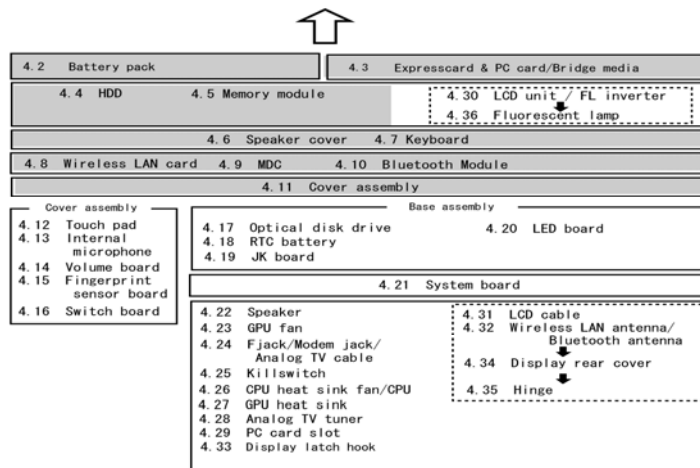 4.2 Battery pack
4.3 Expresscard & PC card/Bridge media
4.4 HDD 4.5 Memory module
4.30 LCD unit / FL inverter
4.36 Fluorescent lamp
4.6 Speaker cover 4.7 Keyboard
4.8 Wireless LAN card 4.9 MDC 4.10 Bluetooth Module
4.11 Cover assembly
Cover assembly
4.12 Touch pad
4.13 Internal
microphone
4.14 Volume board
4.15 Fingerprint
sensor board
4.16 Switch board
Base assembly
4.17 Optical disk drive 4.20 LED board
4.18 RTC battery
4.19 JK board
4.21 System board
4.22 Speaker
4.23 GPU fan
4.24 Fjack/Modem jack/
Analog TV cable
4.25 Killswitch
4.26 CPU heat sink fan/CPU
4.27 GPU heat sink
4.28 Analog TV tuner
4.29 PC card slot
4.33 Display latch hook
4.31 LCD cable
4.32 Wireless LAN antenna/
Bluetooth antenna
4.34 Display rear cover
4.35 Hinge